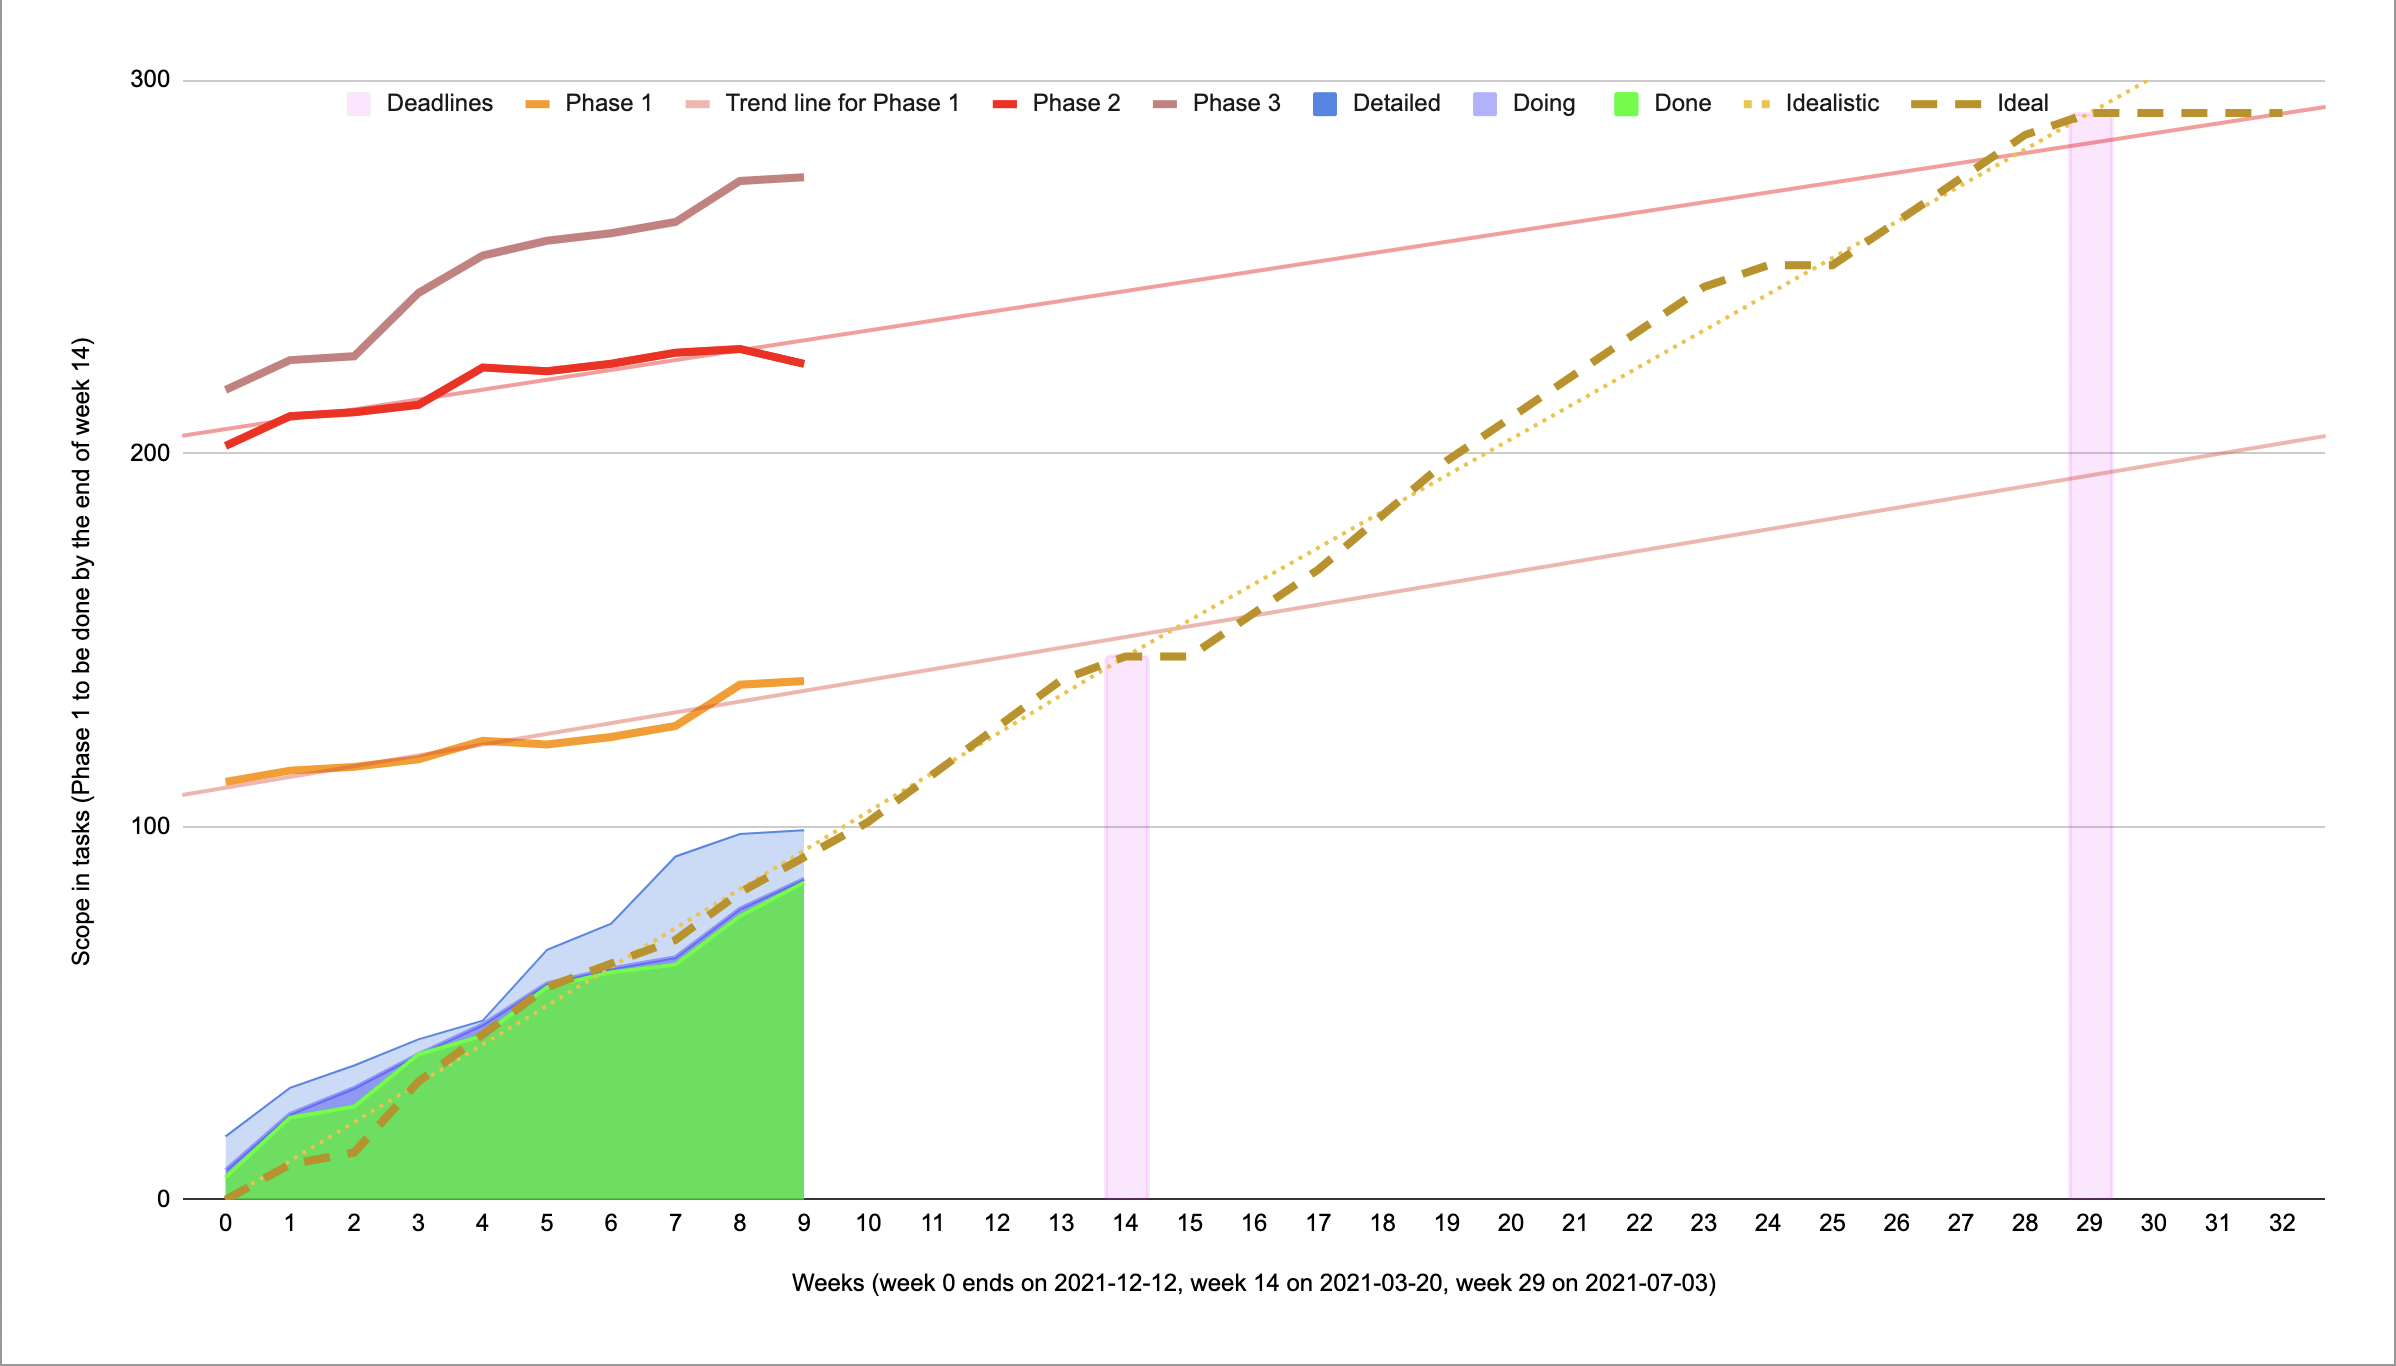 300
Deadlines Phase 1 Trend line for Phase 1 Phase 2 Phase 3 Detailed Doing Done Idealistic Ideal
200
100
0
Scope in tasks (Phase 1 to be done by the end of week 14)
0 1 2 3 4 5 6 7 8 9 10 11 12 13 14 15 16 17 18 19 20 21 22 23 24 25 26 27 28 29 30 31 32
Weeks (week 0 ends on 2021-12-12, week 14 on 2021-03-20, week 29 on 2021-07-03)